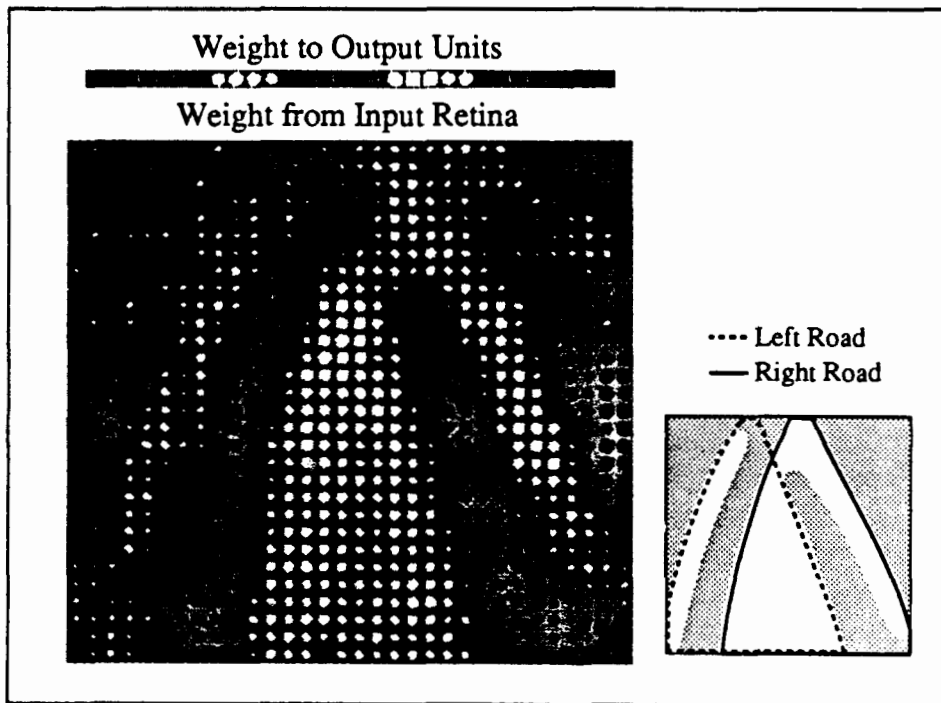 Weight to Output Units
Weight from Input Retina
Left Road
Right Road